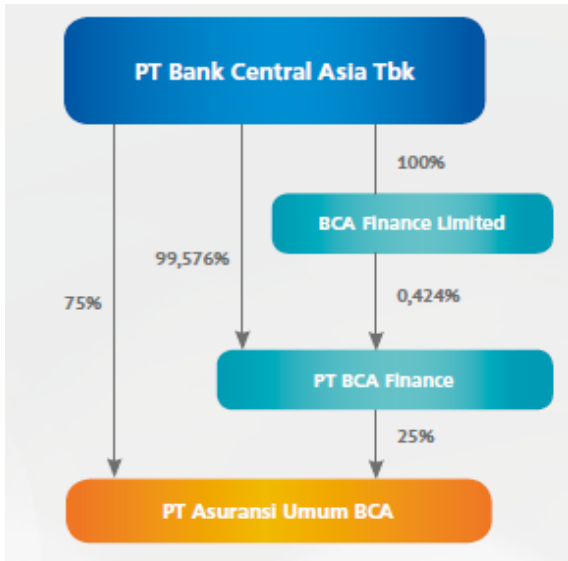 PT Bank Central Asia Tbk
100%
BCA Finance Limited
99,576%
75%
0,424%
PT BCA Finance
25%
PT Asuransi Umum BCA